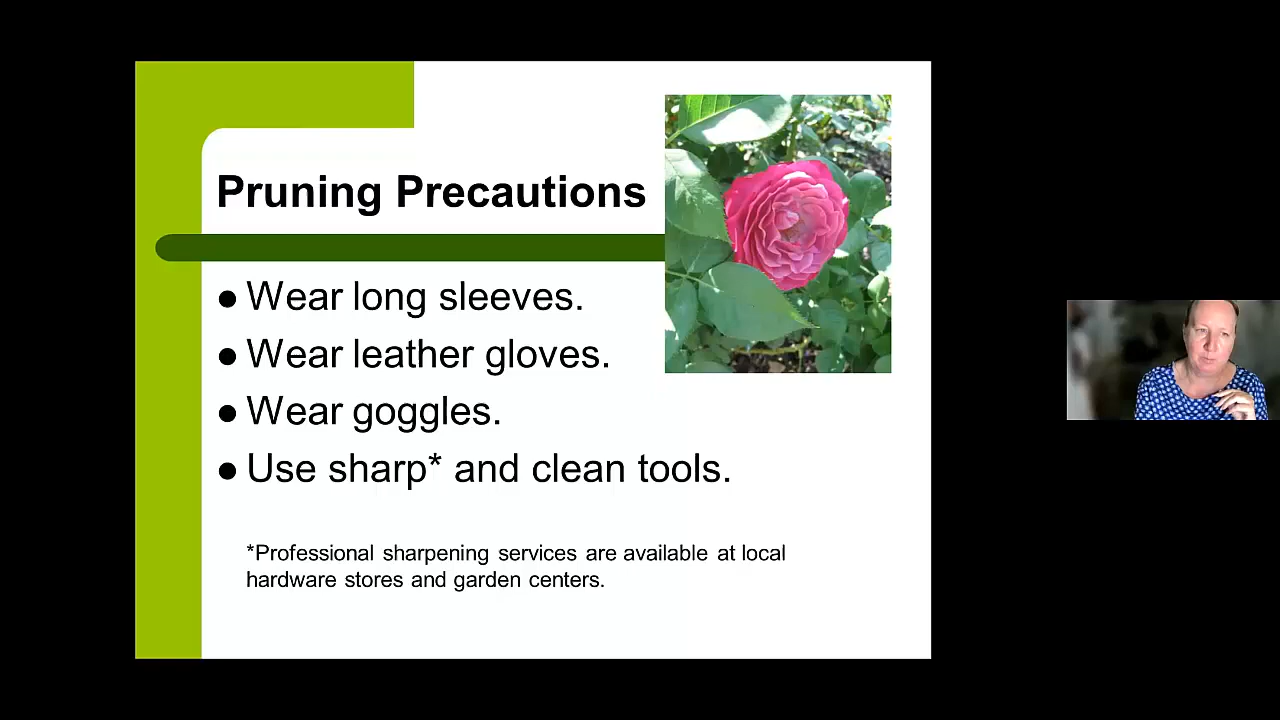 Pruning Precautions
● Wear long sleeves.
● Wear leather gloves.
● Wear goggles.
● Use sharp* and clean tools.
*Professional sharpening services are available at local
hardware stores and garden centers.